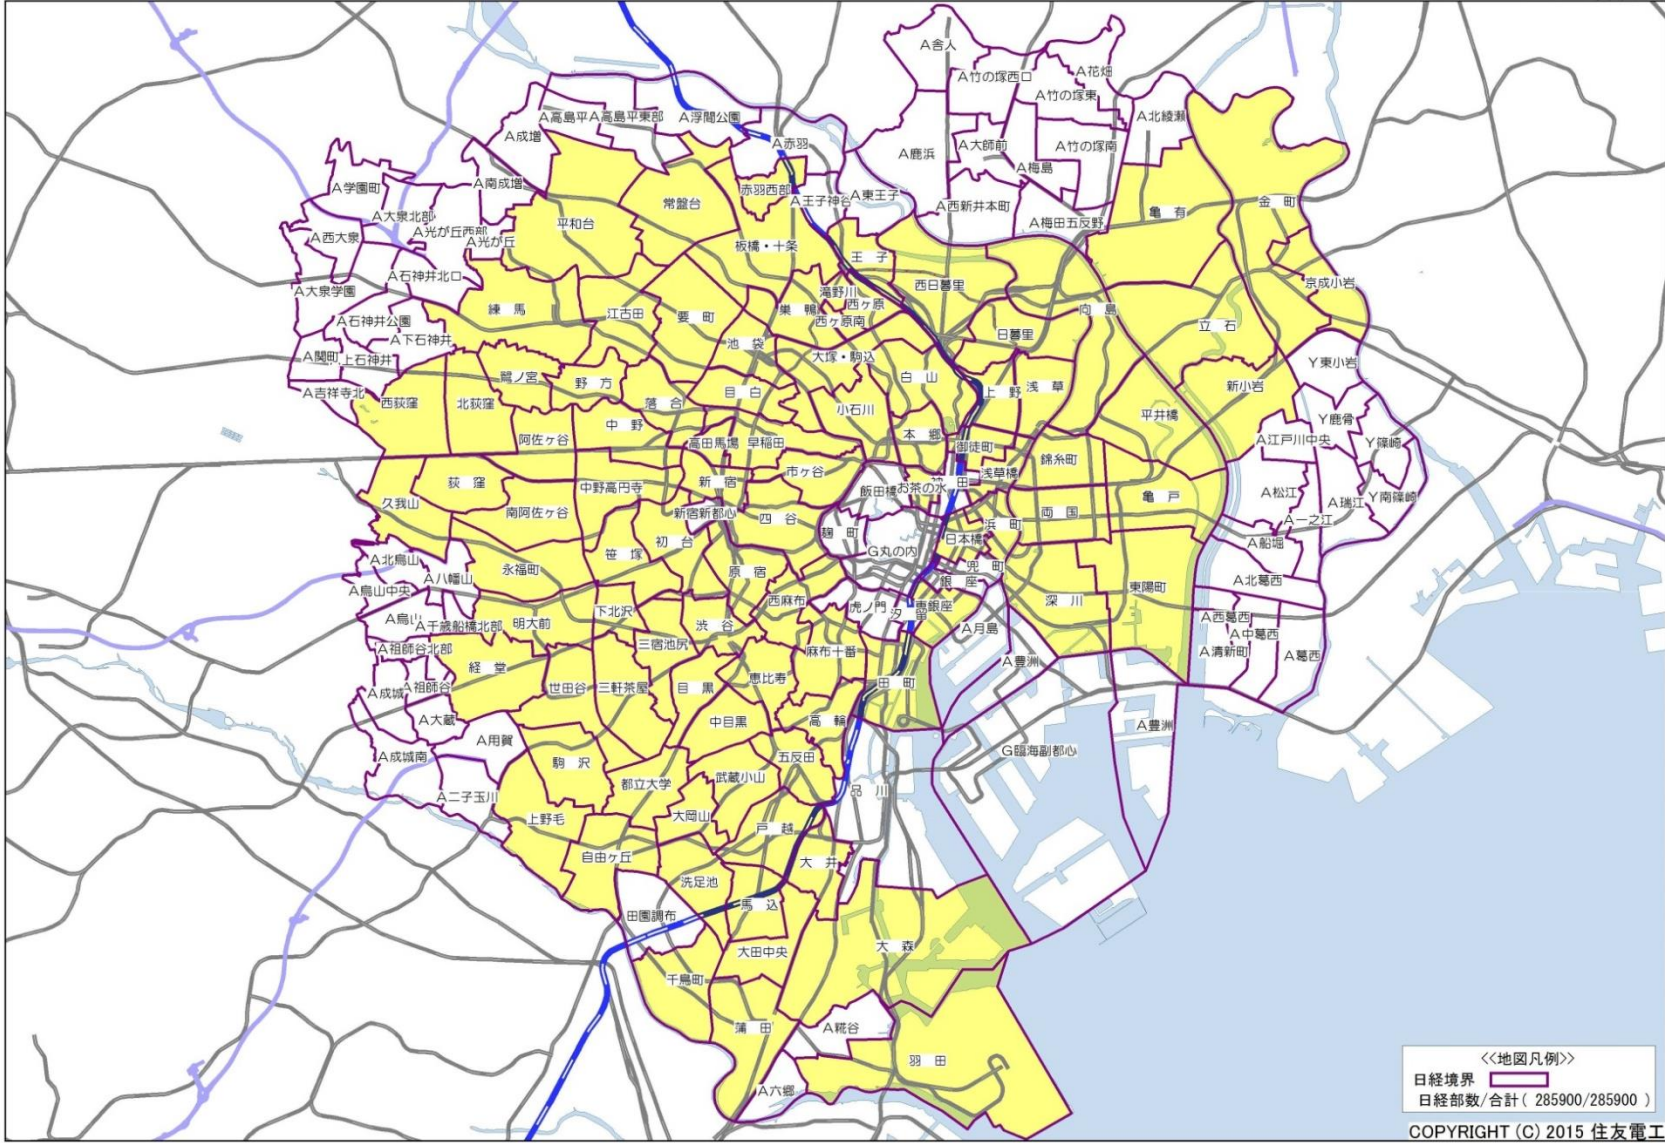 A舎人
A竹の塚西口
A花畑
A竹の塚東
A高島平
A高島平東部
A浮間公園
A北綾瀬
A成増
A赤羽
A鹿浜
A大師前
A竹の塚南
A梅島
A学園町
A南成増
赤羽西部
A王子神谷
A東王子
A西新井本町
常盤台
A大泉北部
平和台
A光が丘西部
A梅田五反野
亀有
金町
A西大泉
A光が丘
板橋・十条
王子
A石神井北口
京成小岩
A大泉学園
滝野川
西日暮里
練馬
江古田
要町
巣鴨
西ヶ原
向島
A石神井公園
西ヶ原南
立石
A下石神井
池袋
日暮里
A関町
上石神井
大塚・駒込
Y東小岩
鷺ノ宮
野方
白山
新小岩
A吉祥寺北
目白
上野
浅草
西荻窪
北荻窪
落合
小石川
平井橋
Y鹿骨
中野
阿佐ヶ谷
高田馬場
早稲田
本郷
A江戸川中央
Y篠崎
御徒町
錦糸町
市ヶ谷
浅草橋
荻窪
中野高円寺
新宿
飯田橋
お茶の水
神田
亀戸
A松江
Y南篠崎
久我山
A瑞江
南阿佐ヶ谷
新宿新都心
四谷
両国
A一之江
浜町
麹町
日本橋
初台
A船堀
G丸の内
笹塚
A北烏山
兜町
永福町
原宿
A八幡山
銀座
A北葛西
東陽町
A烏山中央
西麻布
深川
虎ノ門
東銀座
汐留
下北沢
A西葛西
A烏山
A千歳船橋北部
明大前
渋谷
A月島
A中葛西
三宿池尻
A祖師谷北部
麻布十番
A清新町
A葛西
A豊洲
経堂
恵比寿
田町
A成城
A祖師谷
世田谷
三軒茶屋
目黒
A大蔵
中目黒
高輪
A豊洲
A用賀
G臨海副都心
A成城南
五反田
駒沢
武蔵小山
都立大学
品川
A二子玉川
上野毛
大岡山
戸越
自由ヶ丘
大井
洗足池
馬込
田園調布
大森
大田中央
千鳥町
蒲田
A糀谷
羽田
A六郷
<<地図凡例>>
日経境界
日経部数/合計( 285900/285900 )
COPYRIGHT (C) 2015 住友電工